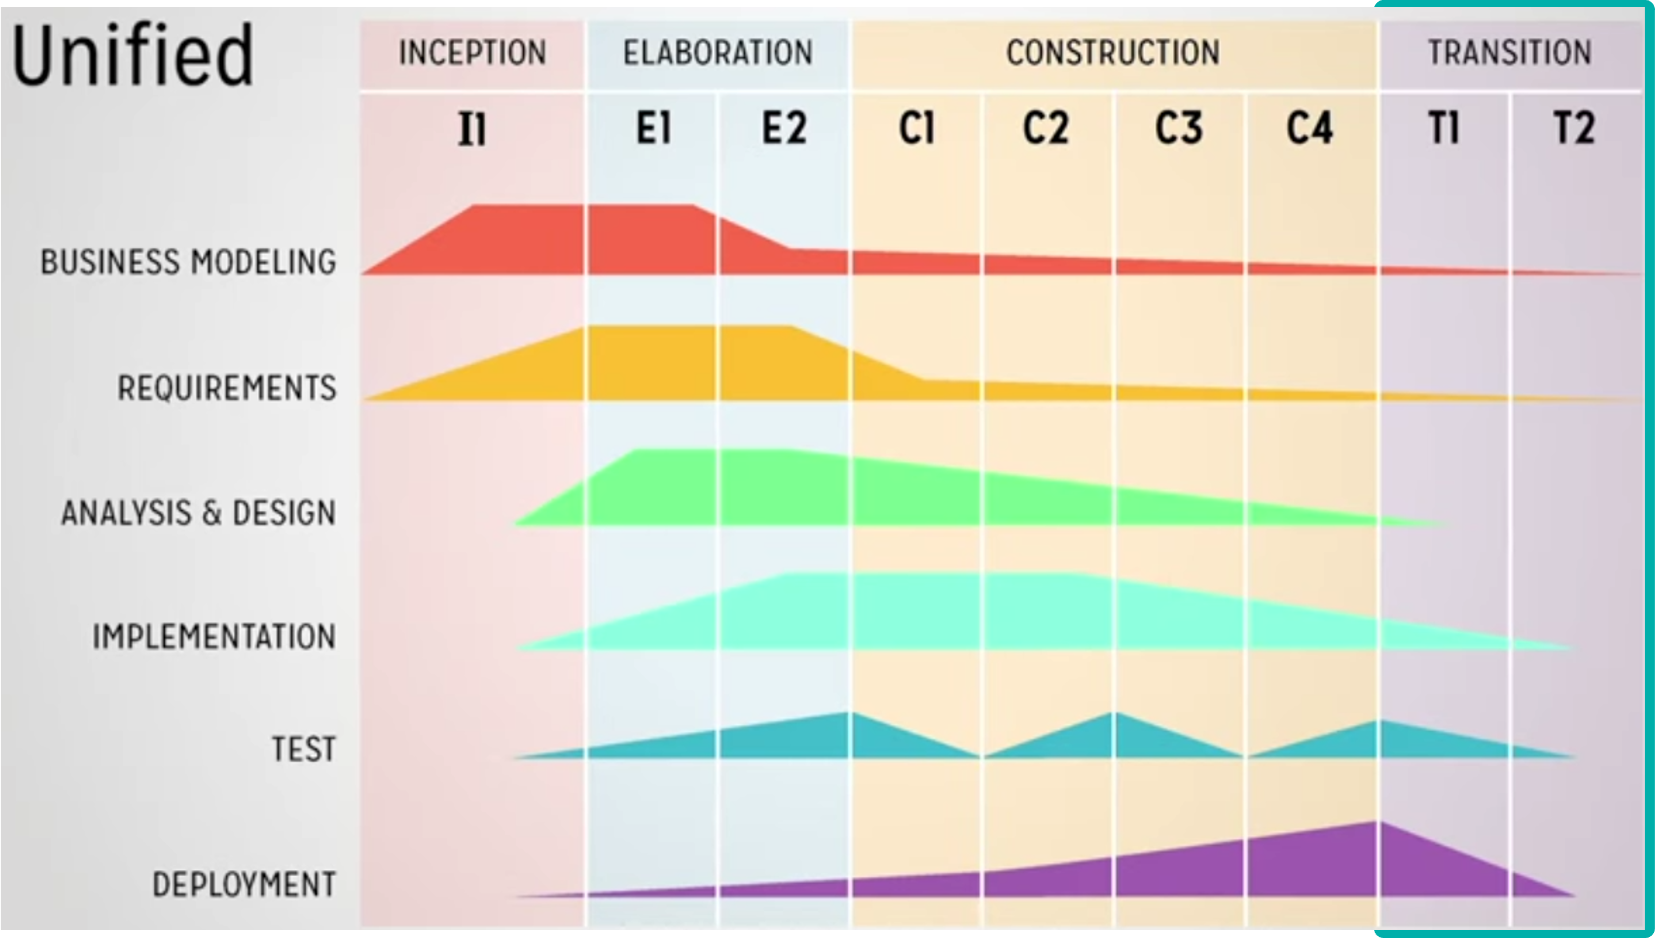 Unified
INCEPTION ELABORATION CONSTRUCTION TRANSITION
I1 E1 E2 C1 C2 C3 C4 T1 T2
BUSINESS MODELING
REQUIREMENTS
ANALYSIS & DESIGN
IMPLEMENTATION
TEST
DEPLOYMENT